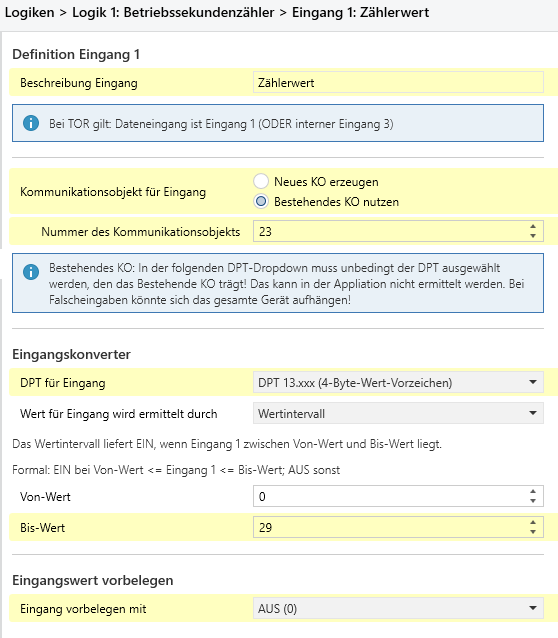 Logiken > Logik 1: Betriebssekundenzähler > Eingang 1: Zählerwert
Definition Eingang 1
Beschreibung Eingang Zählerwert
Bei TOR gilt: Dateneingang ist Eingang 1 (ODER interner Eingang 3)
Kommunikationsobjekt für Eingang Neues KO erzeugen
Bestehendes KO nutzen
Nummer des Kommunikationsobjekts 23
Bestehendes KO: In der folgenden DPT-Dropdown muss unbedingt der DPT ausgewählt
werden, den das Bestehende KO trägt! Das kann in der Appliation nicht ermittelt werden. Bei
Falscheingaben könnte sich das gesamte Gerät aufhängen!
Eingangskonverter
DPT für Eingang DPT 13.xxx (4-Byte-Wert-Vorzeichen)
Wert für Eingang wird ermittelt durch Wertintervall
Das Wertintervall liefert EIN, wenn Eingang 1 zwischen Von-Wert und Bis-Wert liegt.
Formal: EIN bei Von-Wert <= Eingang 1 <= Bis-Wert; AUS sonst
Von-Wert 0
Bis-Wert 29
Eingangswert vorbelegen
Eingang vorbelegen mit AUS (0)